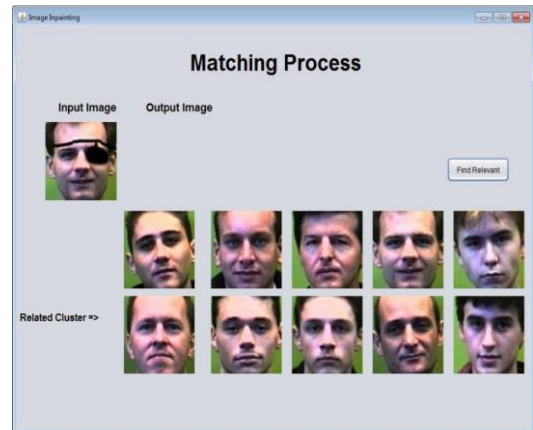 Image Inpainting
Matching Process
Input Image Output Image
Find Relevant
Related Cluster =>